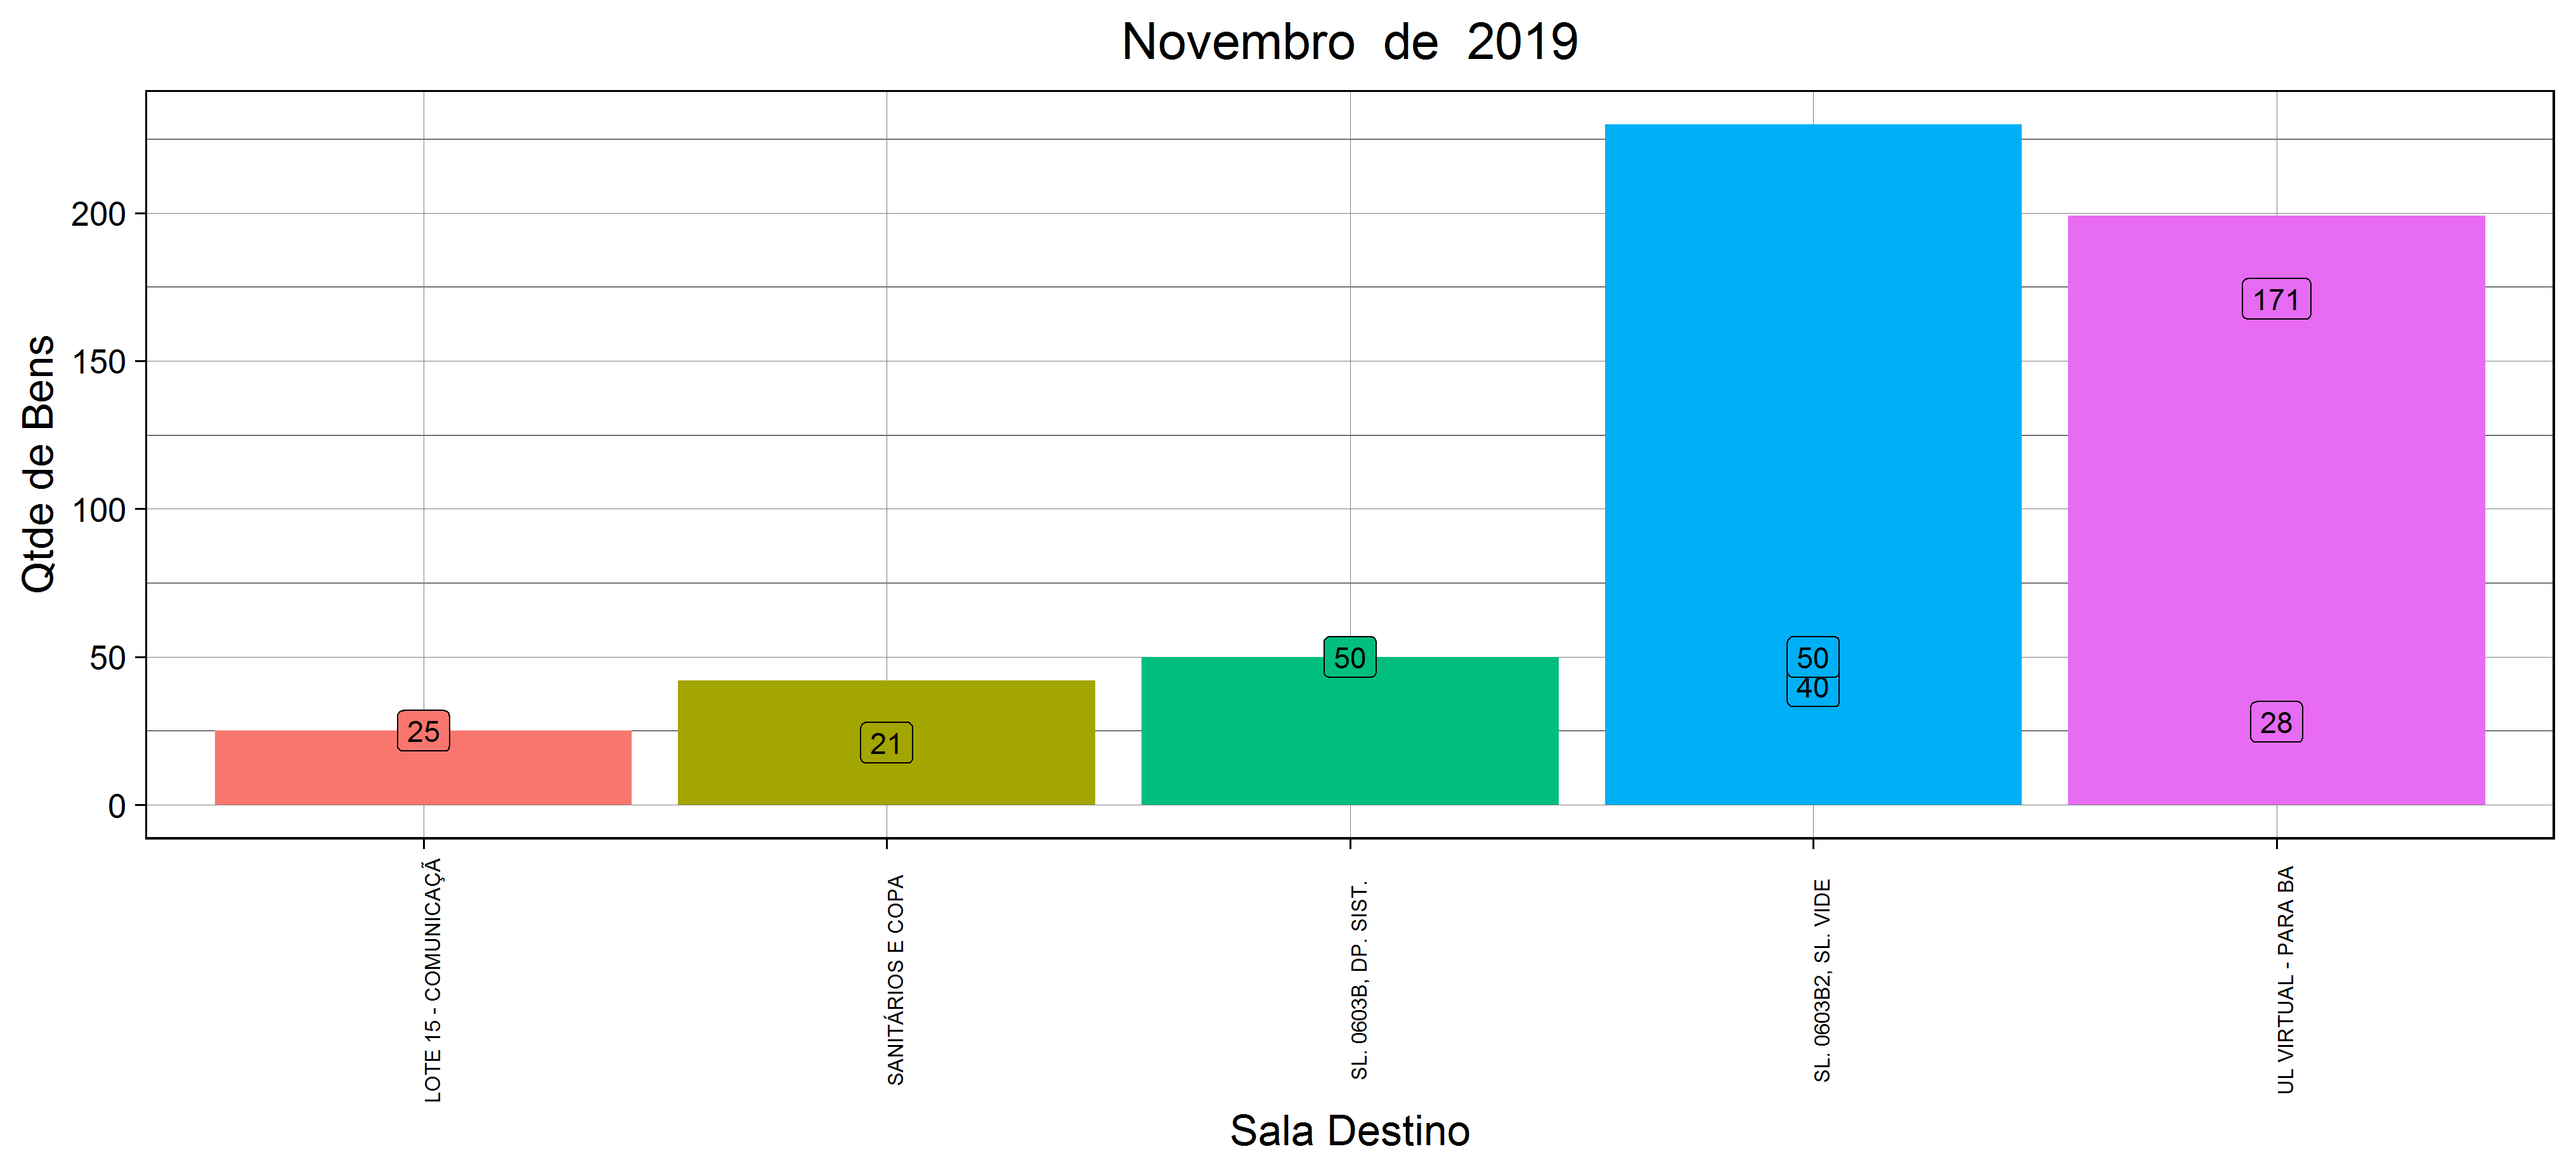 Novembro de 2019
Qtde de Bens
200
150
100
50
0
171
50
50
40
25
21
28
LOTE 15 - COMUNICAÇÃ
SANITÁRIOS E COPA
SL. 0603B, DP. SIST.
SL. 0603B2, SL. VIDE
UL VIRTUAL - PARA BA
Sala Destino